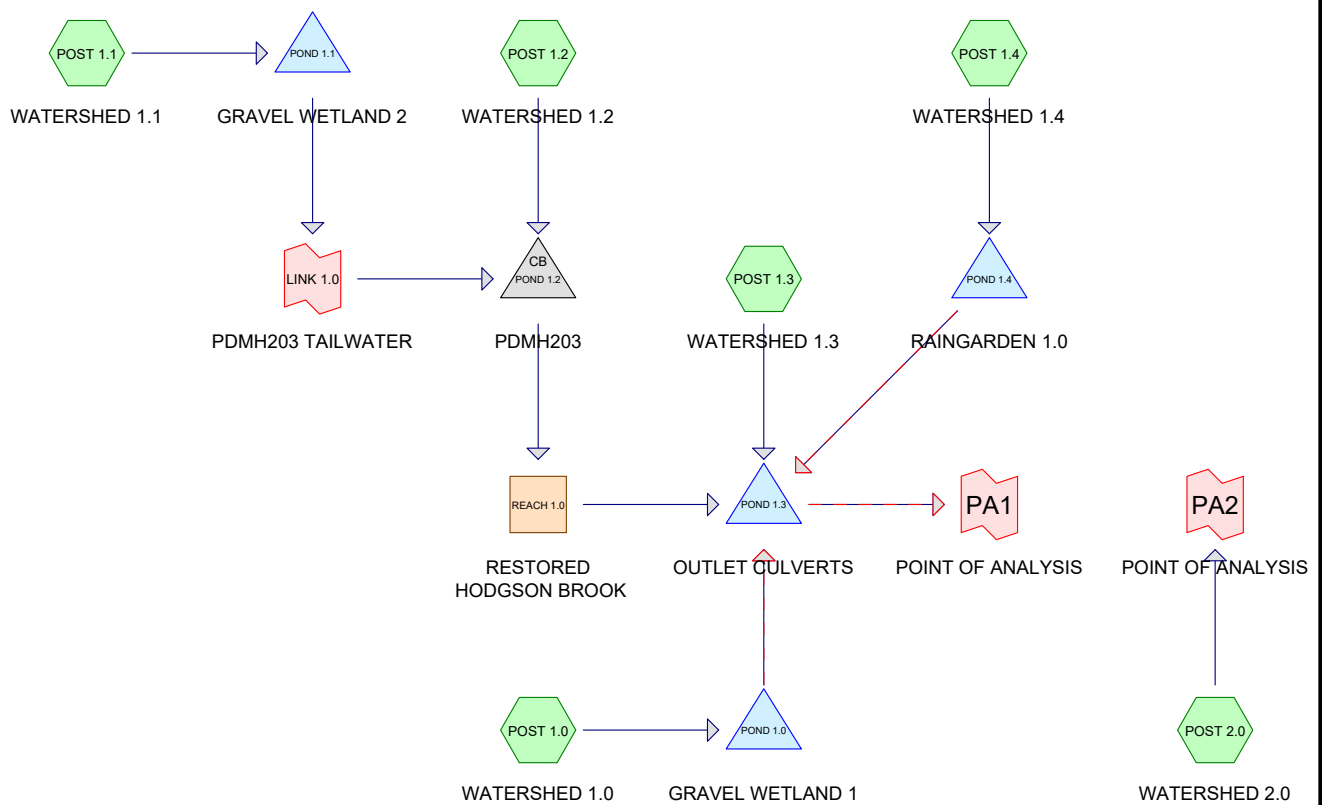 POST 1.1
POND 1.1
POST 1.2
POST 1.4
WATERSHED 1.1
GRAVEL WETLAND 2
WATERSHED 1.2
WATERSHED 1.4
LINK 1.0
CB
POND 1.2
POST 1.3
POND 1.4
PDMH203 TAILWATER
PDMH203
WATERSHED 1.3
RAINGARDEN 1.0
REACH 1.0
POND 1.3
PA1
PA2
RESTORED
HODGSON BROOK
OUTLET CULVERTS
POINT OF ANALYSIS
POINT OF ANALYSIS
POST 1.0
POND 1.0
POST 2.0
WATERSHED 1.0
GRAVEL WETLAND 1
WATERSHED 2.0